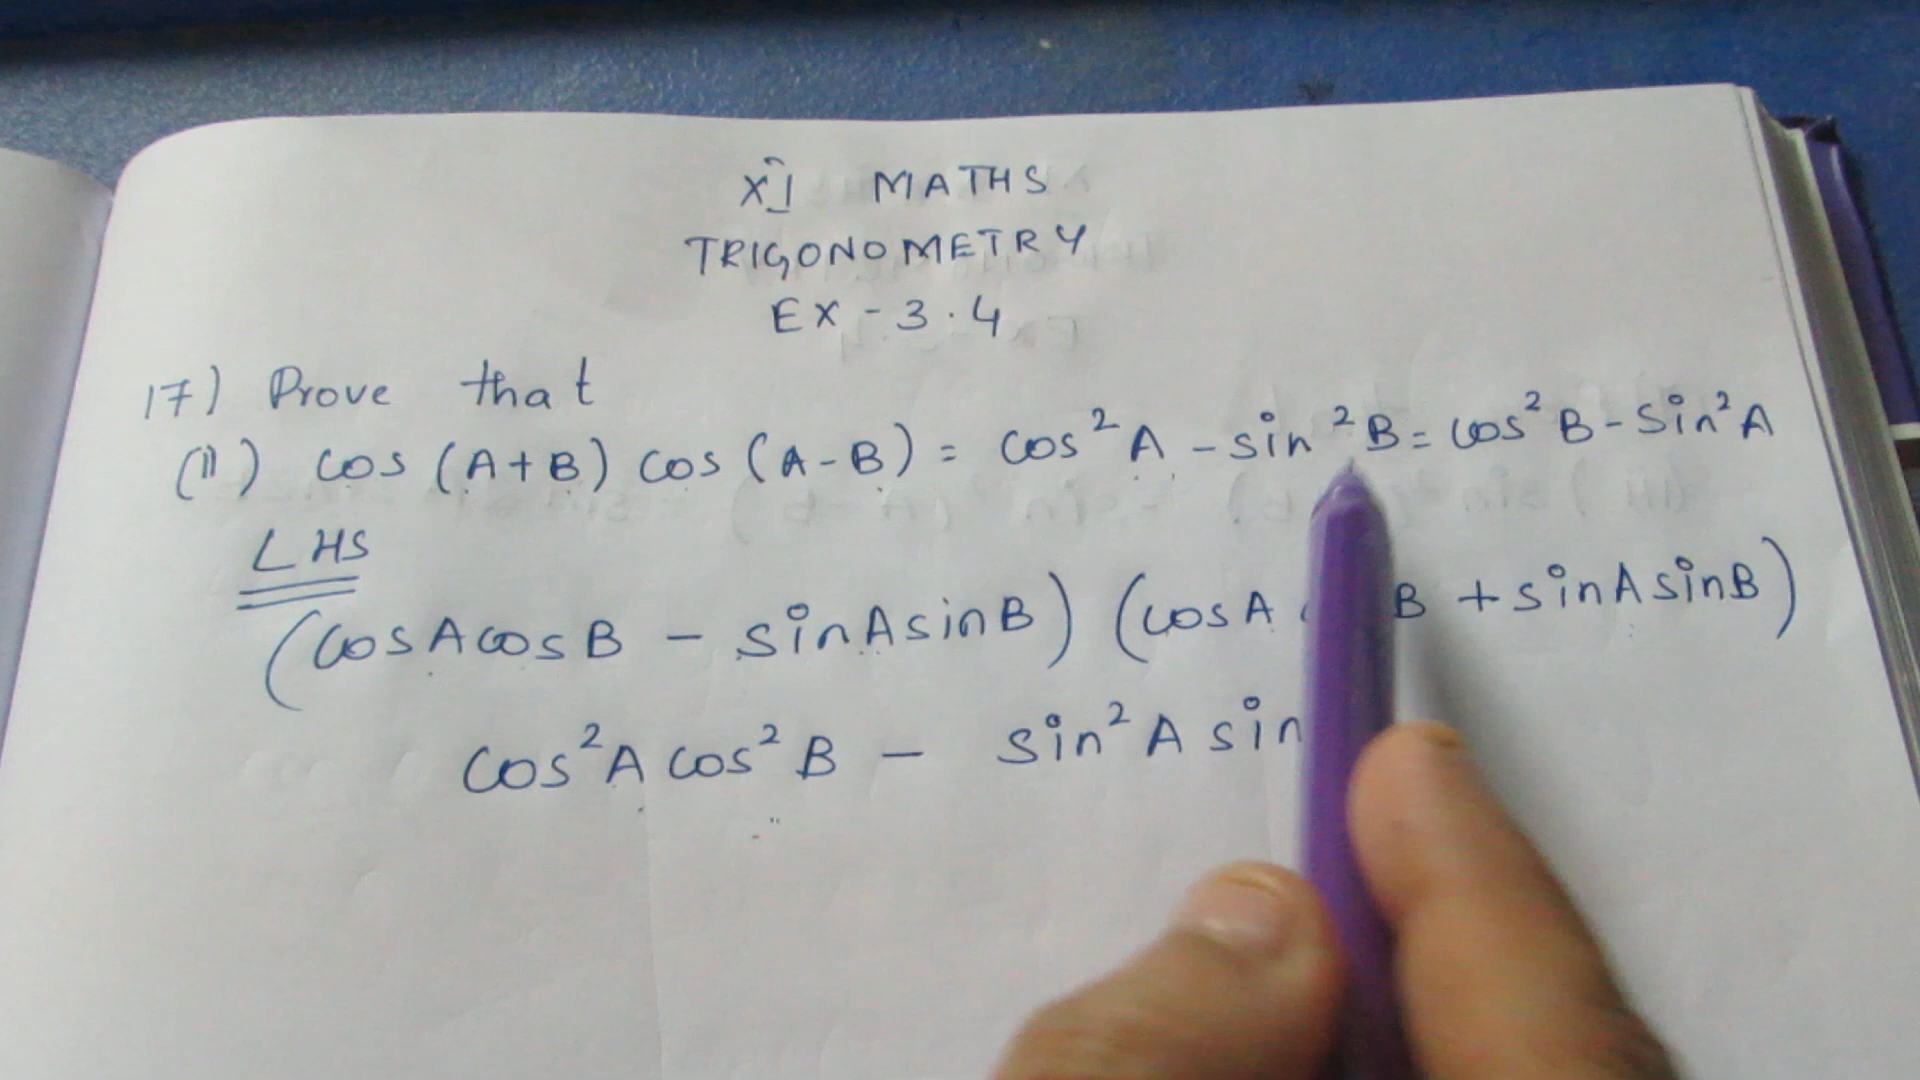 XI MATHS
TRIGONOMETRY
EX - 3.4
17) Prove that
(ii) cos (A+B) cos (A-B) = cos²A - sin²B = cos²B - sin²A
LHS
(cosAcosB - sinAsinB) (cosA B + sinAsinB)
cos²A cos²B - sin²A sin